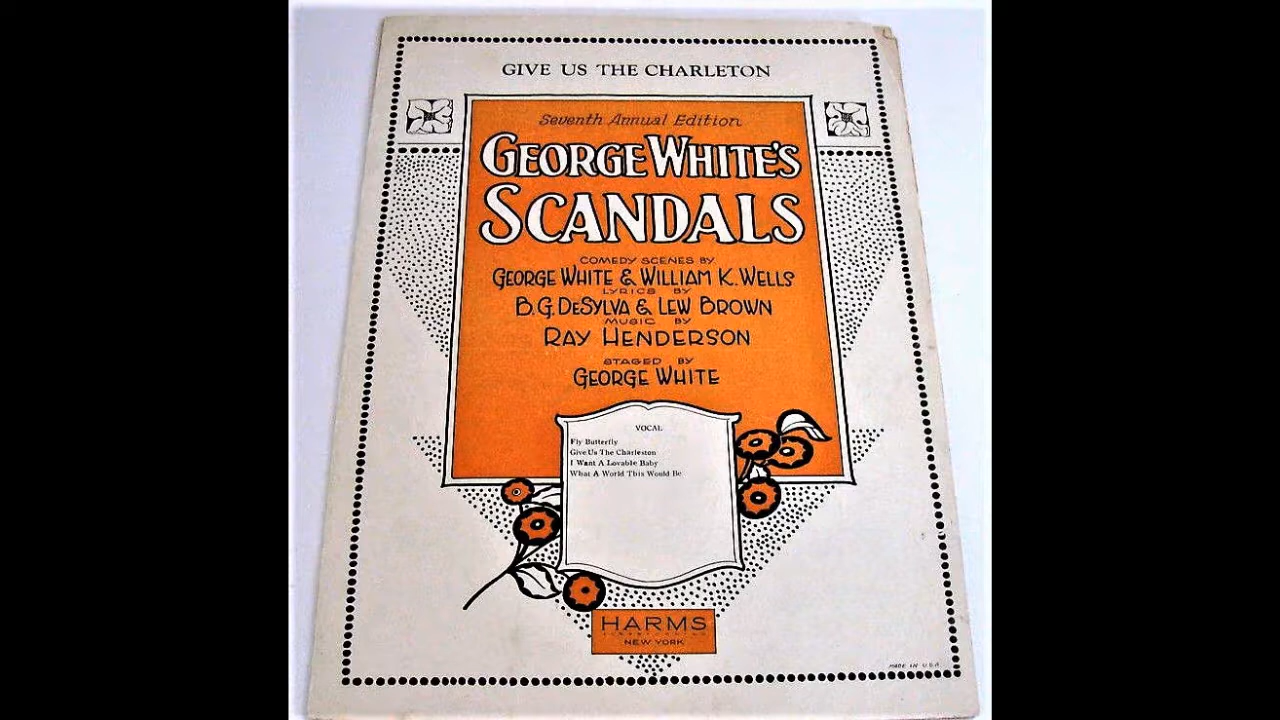 GIVE US THE CHARLETON
Seventh Annual Edition
GEORGE WHITE'S
SCANDALS
COMEDY SCENES BY
GEORGE WHITE & WILLIAM K. WELLS
LYRICS BY
B. G. DESYLVA & LEW BROWN
MUSIC BY
RAY HENDERSON
STAGED BY
GEORGE WHITE
VOCAL
Fly Butterfly
Give Us The Charleston
I Want A Lovable Baby
What A World This Would Be
HARMS
NEW YORK
MADE IN U.S.A.